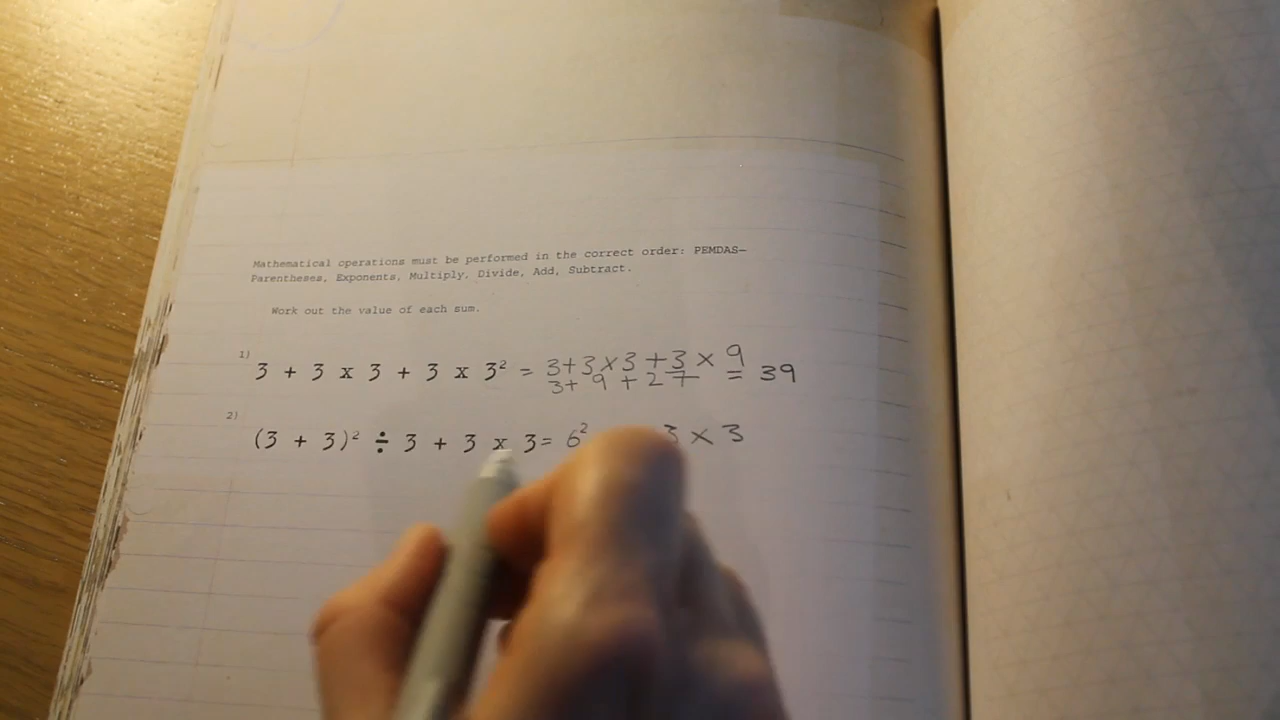 Mathematical operations must be performed in the correct order: PEMDAS—
Parentheses, Exponents, Multiply, Divide, Add, Subtract.
Work out the value of each sum.
1) 3 + 3 x 3 + 3 x 3² = 3+3×3+3×9
3+ 9 +27 = 39
2) (3 + 3)² ÷ 3 + 3 x 3= 6² 3×3